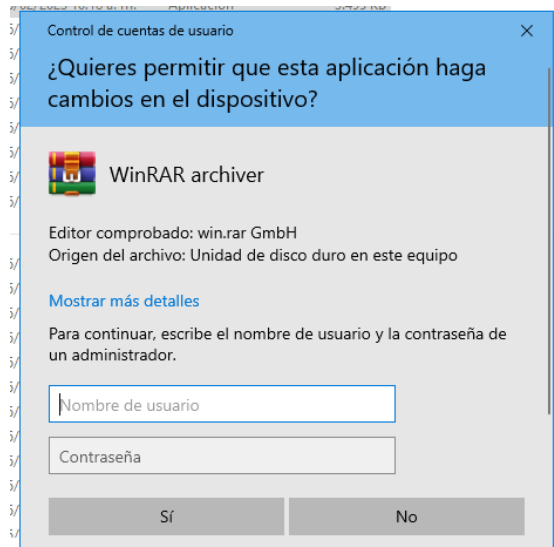 Control de cuentas de usuario
¿Quieres permitir que esta aplicación haga
cambios en el dispositivo?
WinRAR archiver
Editor comprobado: win.rar GmbH
Origen del archivo: Unidad de disco duro en este equipo
Mostrar más detalles
Para continuar, escribe el nombre de usuario y la contraseña de
un administrador.
Nombre de usuario
Contraseña
Sí
No